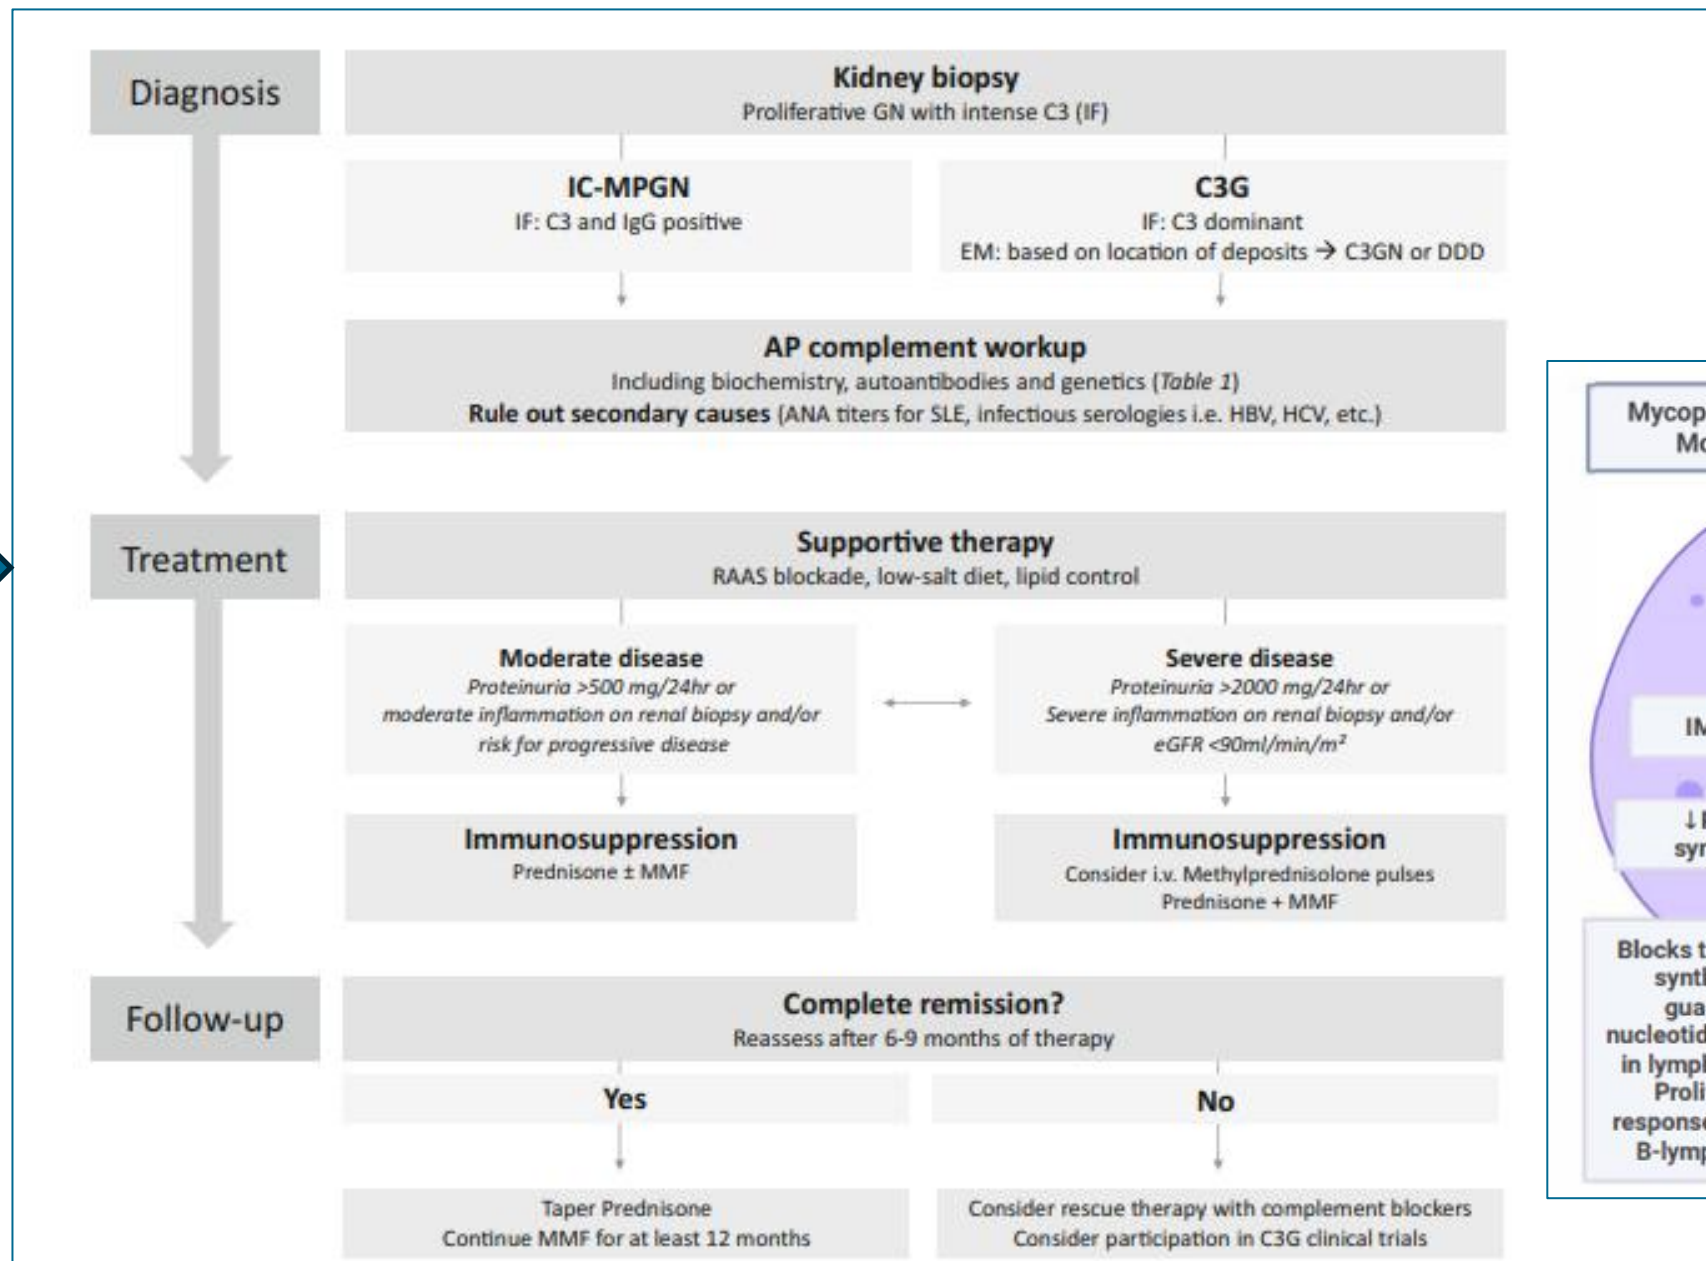 Diagnosis
Kidney biopsy
Proliferative GN with intense C3 (IF)
IC-MPGN
IF: C3 and IgG positive
C3G
IF: C3 dominant
EM: based on location of deposits → C3GN or DDD
AP complement workup
Including biochemistry, autoantibodies and genetics (Table 1)
Rule out secondary causes (ANA titers for SLE, infectious serologies i.e. HBV, HCV, etc.)
Treatment
Supportive therapy
RAAS blockade, low-salt diet, lipid control
Moderate disease
Proteinuria >500 mg/24hr or
moderate inflammation on renal biopsy and/or
risk for progressive disease
Severe disease
Proteinuria >2000 mg/24hr or
Severe inflammation on renal biopsy and/or
eGFR <90ml/min/m²
Immunosuppression
Prednisone ± MMF
Immunosuppression
Consider i.v. Methylprednisolone pulses
Prednisone + MMF
Follow-up
Complete remission?
Reassess after 6-9 months of therapy
Yes
No
Taper Prednisone
Continue MMF for at least 12 months
Consider rescue therapy with complement blockers
Consider participation in C3G clinical trials
Mycop
Mo
IM
↓
syn
Blocks t
synth
gua
nucleotid
in lymph
Proli
response
B-lymp